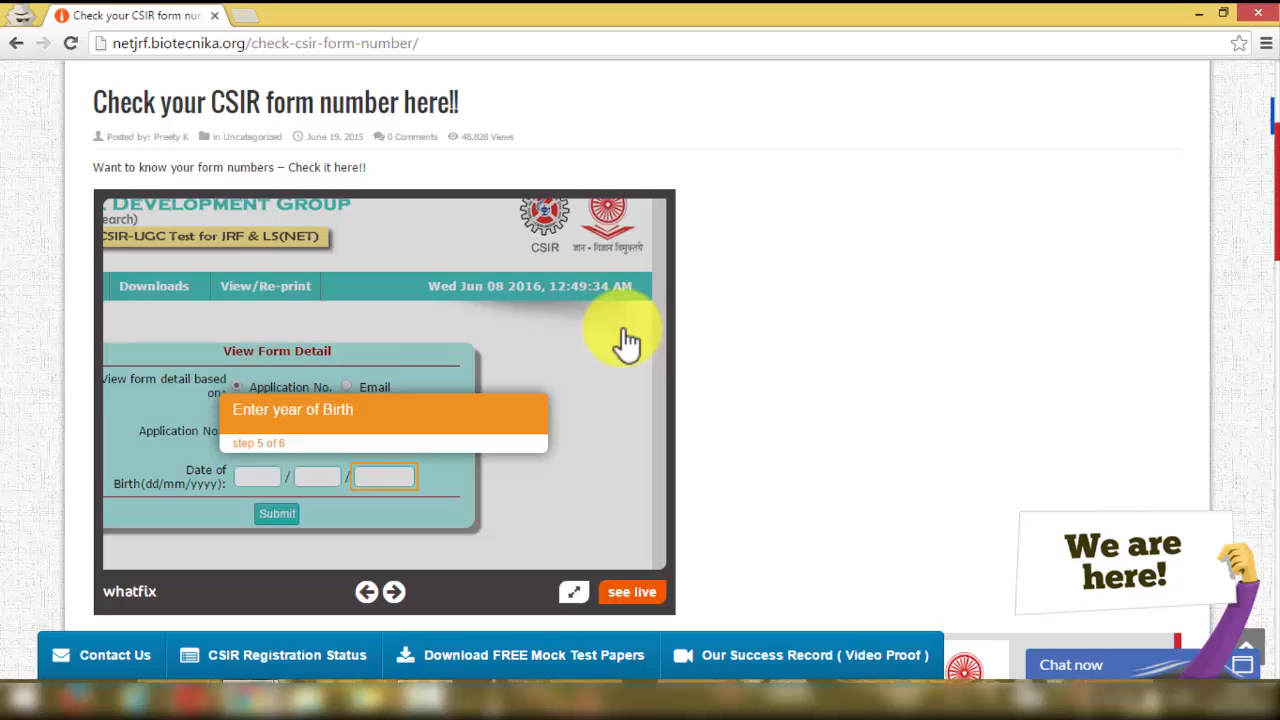 Check your CSIR form nur
netjrf.biotecnika.org/check-csir-form-number/
Check your CSIR form number here!!
Posted by: Preety K in Uncategorized June 19, 2015 0 Comments 48,828 Views
Want to know your form numbers – Check it here!!
DEVELOPMENT GROUP
earch)
CSIR-UGC Test for JRF & LS(NET)
CSIR
ज्ञान - विज्ञान विमुक्तये
Downloads View/Re-print Wed Jun 08 2016, 12:49:34 AM
View Form Detail
View form detail based
on: Application No. Email
Enter year of Birth
Application No.
step 5 of 6
Date of
Birth(dd/mm/yyyy): / /
Submit
We are
here!
whatfix
see live
Contact Us CSIR Registration Status Download FREE Mock Test Papers Our Success Record ( Video Proof )
Chat now